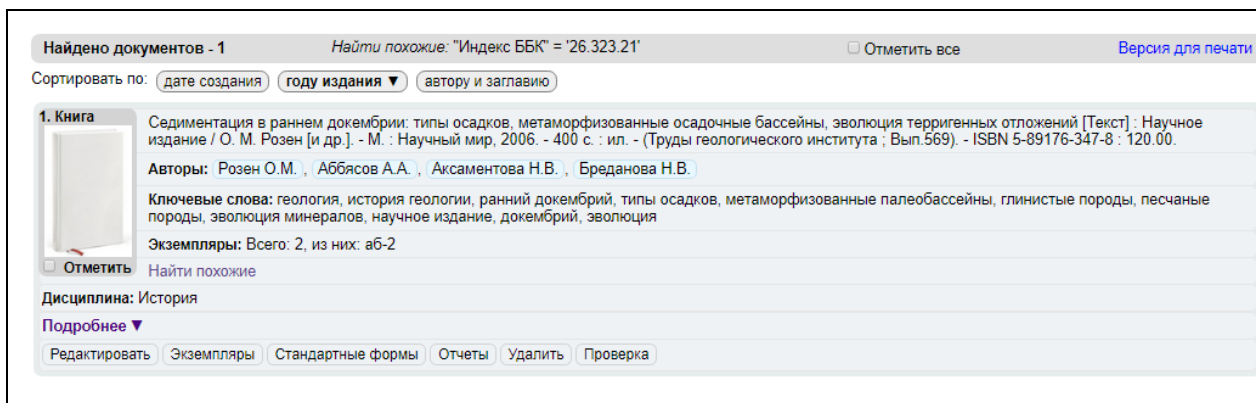 Найдено документов - 1 Найти похожие: "Индекс ББК" = '26.323.21' Отметить все Версия для печати
Сортировать по: дате создания году издания ▼ автору и заглавию
1. Книга
Седиментация в раннем докембрии: типы осадков, метаморфизованные осадочные бассейны, эволюция терригенных отложений [Текст] : Научное
издание / О. М. Розен [и др.]. - М. : Научный мир, 2006. - 400 с. : ил. - (Труды геологического института ; Вып.569). - ISBN 5-89176-347-8 : 120.00.
Авторы: Розен О.М. , Аббясов А.А. , Аксаментова Н.В. , Бреданова Н.В.
Ключевые слова: геология, история геологии, ранний докембрий, типы осадков, метаморфизованные палеобассейны, глинистые породы, песчаные
породы, эволюция минералов, научное издание, докембрий, эволюция
Экземпляры: Всего: 2, из них: аб-2
Отметить Найти похожие
Дисциплина: История
Подробнее ▼
Редактировать Экземпляры Стандартные формы Отчеты Удалить Проверка